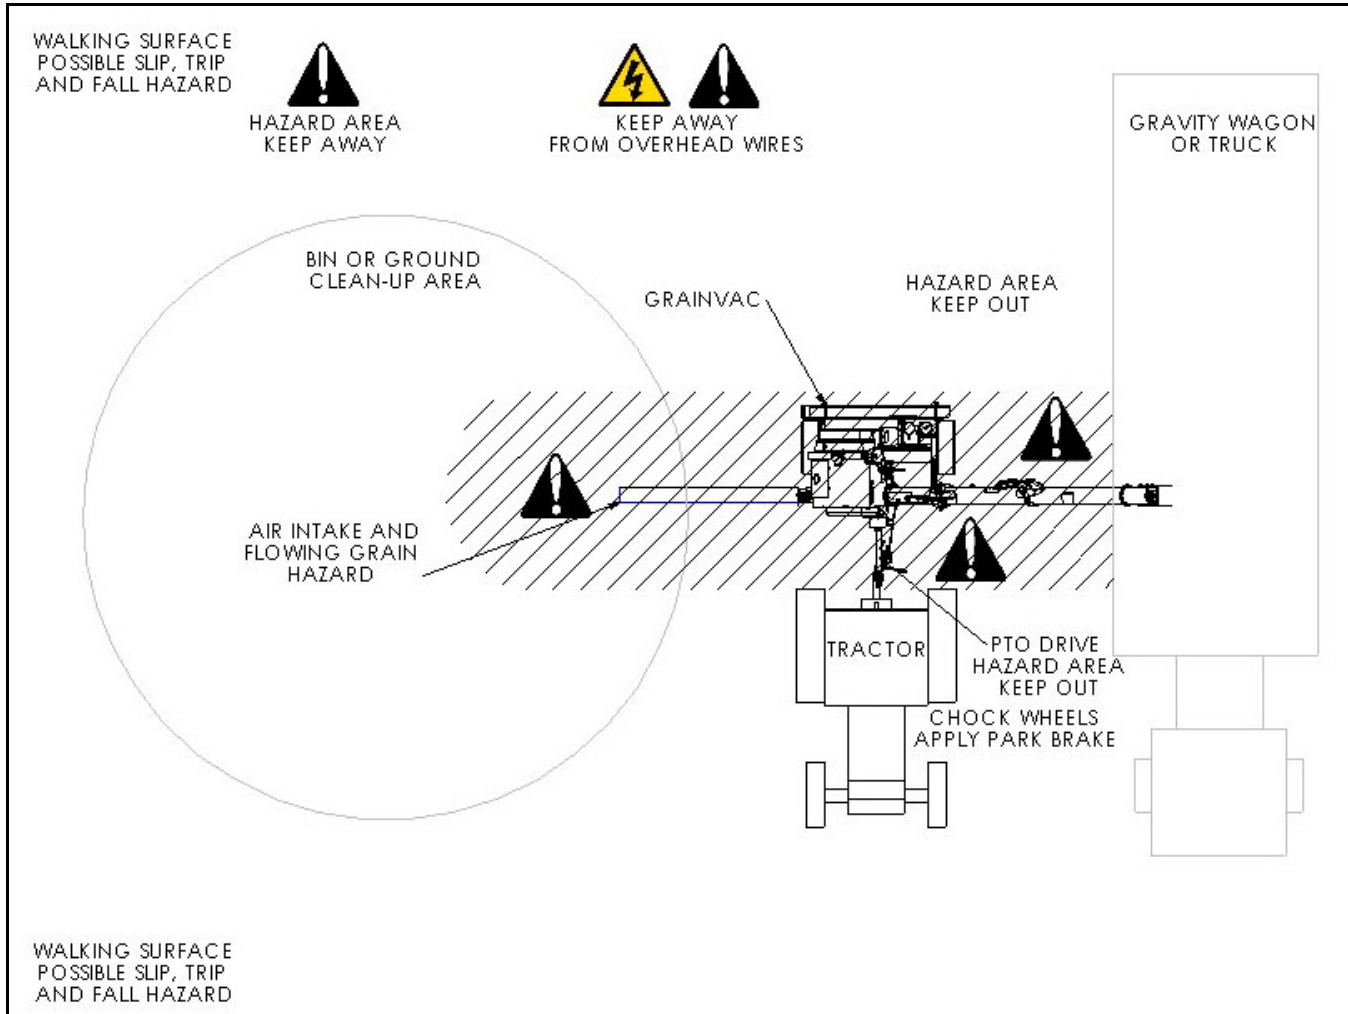 WALKING SURFACE
POSSIBLE SLIP, TRIP
AND FALL HAZARD
HAZARD AREA
KEEP AWAY
KEEP AWAY
FROM OVERHEAD WIRES
GRAVITY WAGON
OR TRUCK
BIN OR GROUND
CLEAN-UP AREA
GRAINVAC
HAZARD AREA
KEEP OUT
AIR INTAKE AND
FLOWING GRAIN
HAZARD
TRACTOR
PTO DRIVE
HAZARD AREA
KEEP OUT
CHOCK WHEELS
APPLY PARK BRAKE
WALKING SURFACE
POSSIBLE SLIP, TRIP
AND FALL HAZARD